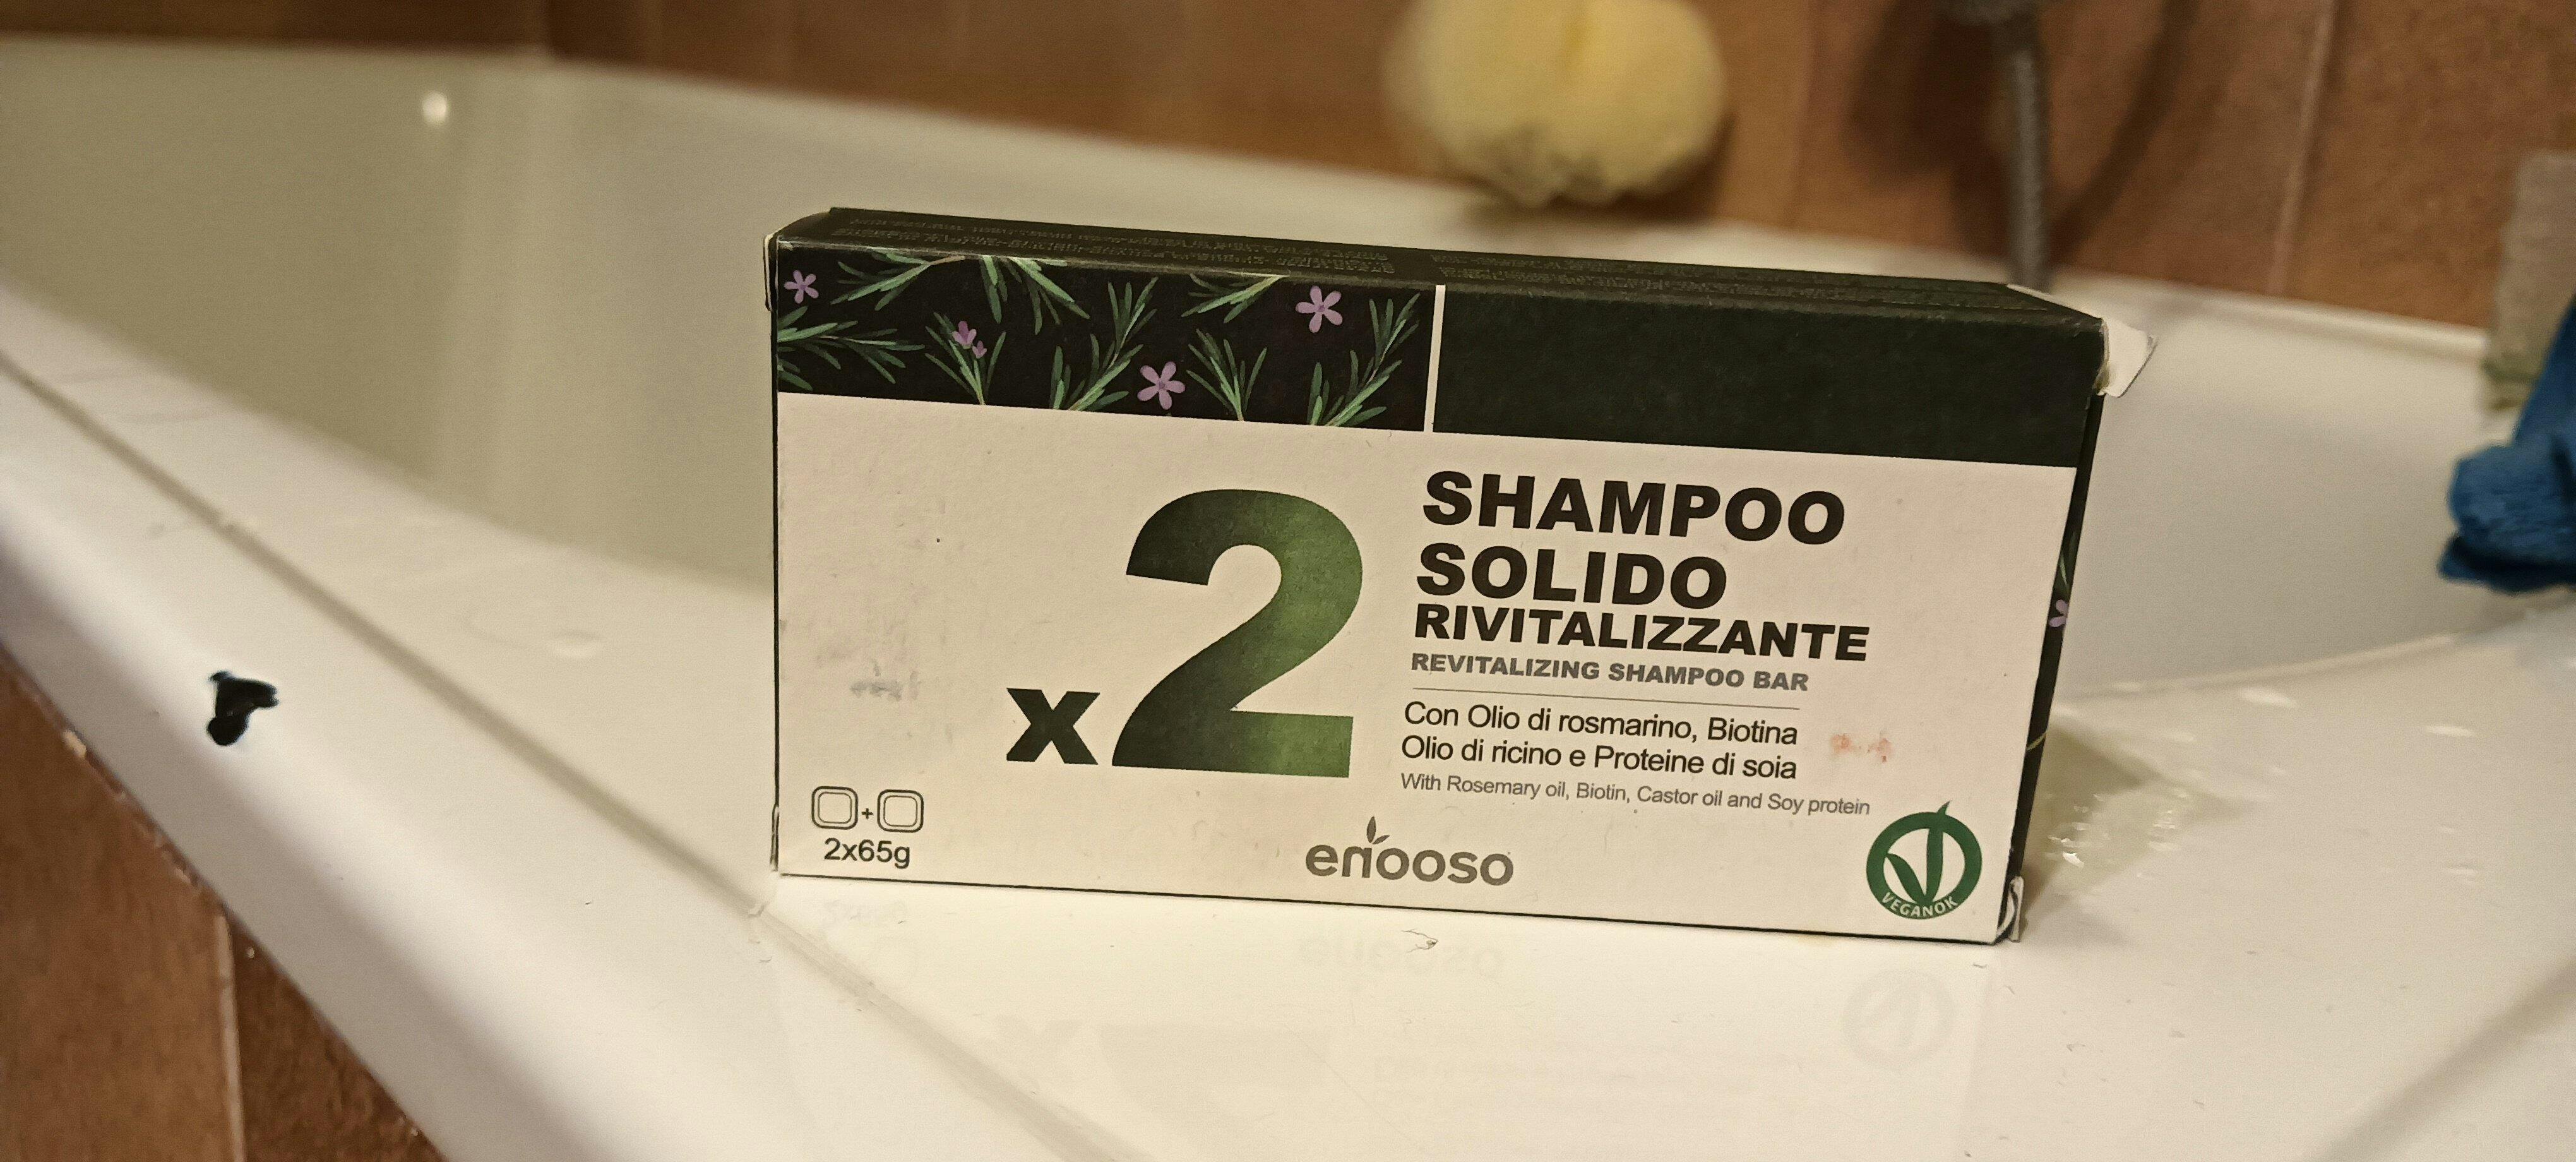 x2
SHAMPOO
SOLIDO
RIVITALIZZANTE
REVITALIZING SHAMPOO BAR
Con Olio di rosmarino, Biotina
Olio di ricino e Proteine di soia
With Rosemary oil, Biotin, Castor oil and Soy protein
2x65g
enooso
VEGANOK